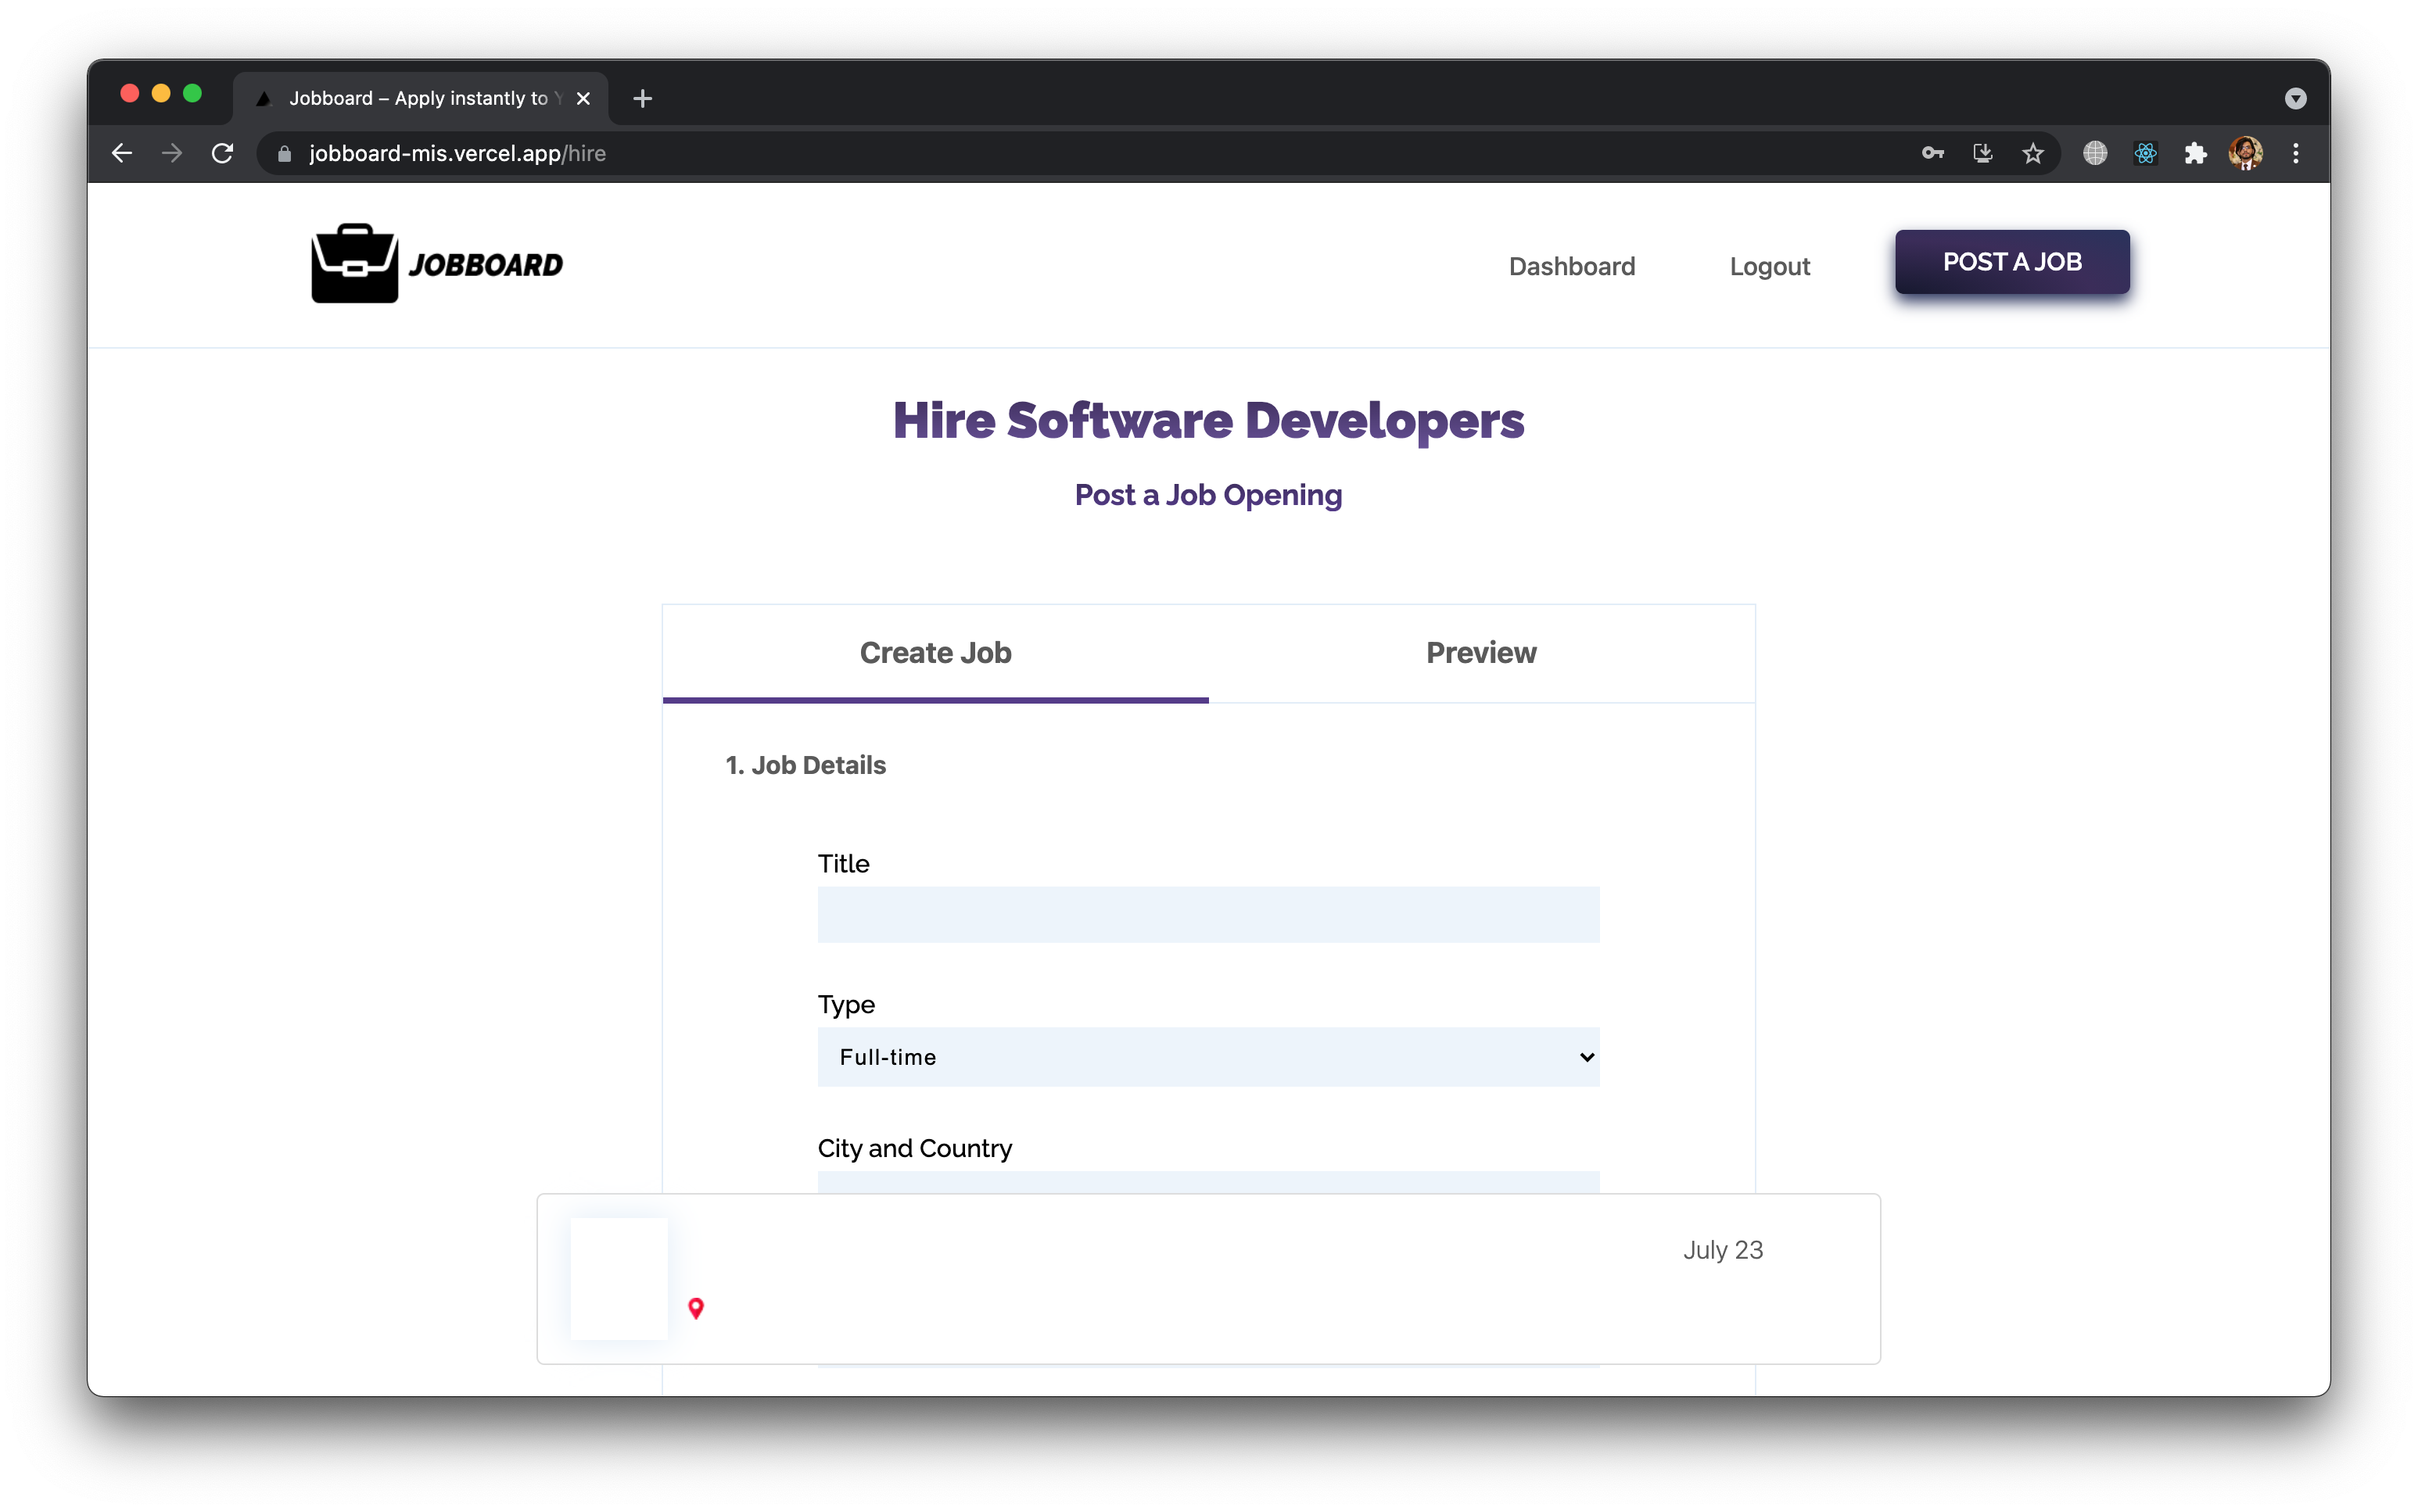 Jobboard – Apply instantly to Y
jobboard-mis.vercel.app/hire
JOBBOARD
Dashboard
Logout
POST A JOB
Hire Software Developers
Post a Job Opening
Create Job
Preview
1. Job Details
Title
Type
Full-time
City and Country
July 23